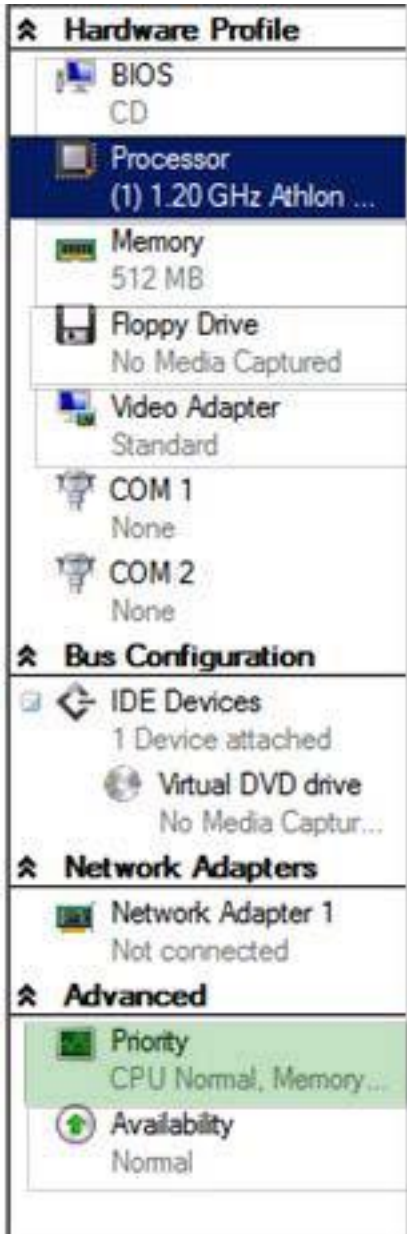 Hardware Profile
BIOS
CD
Processor
(1) 1.20 GHz Athlon ...
Memory
512 MB
Floppy Drive
No Media Captured
Video Adapter
Standard
COM 1
None
COM 2
None
Bus Configuration
IDE Devices
1 Device attached
Virtual DVD drive
No Media Captur...
Network Adapters
Network Adapter 1
Not connected
Advanced
Priority
CPU Normal, Memory...
Availability
Normal